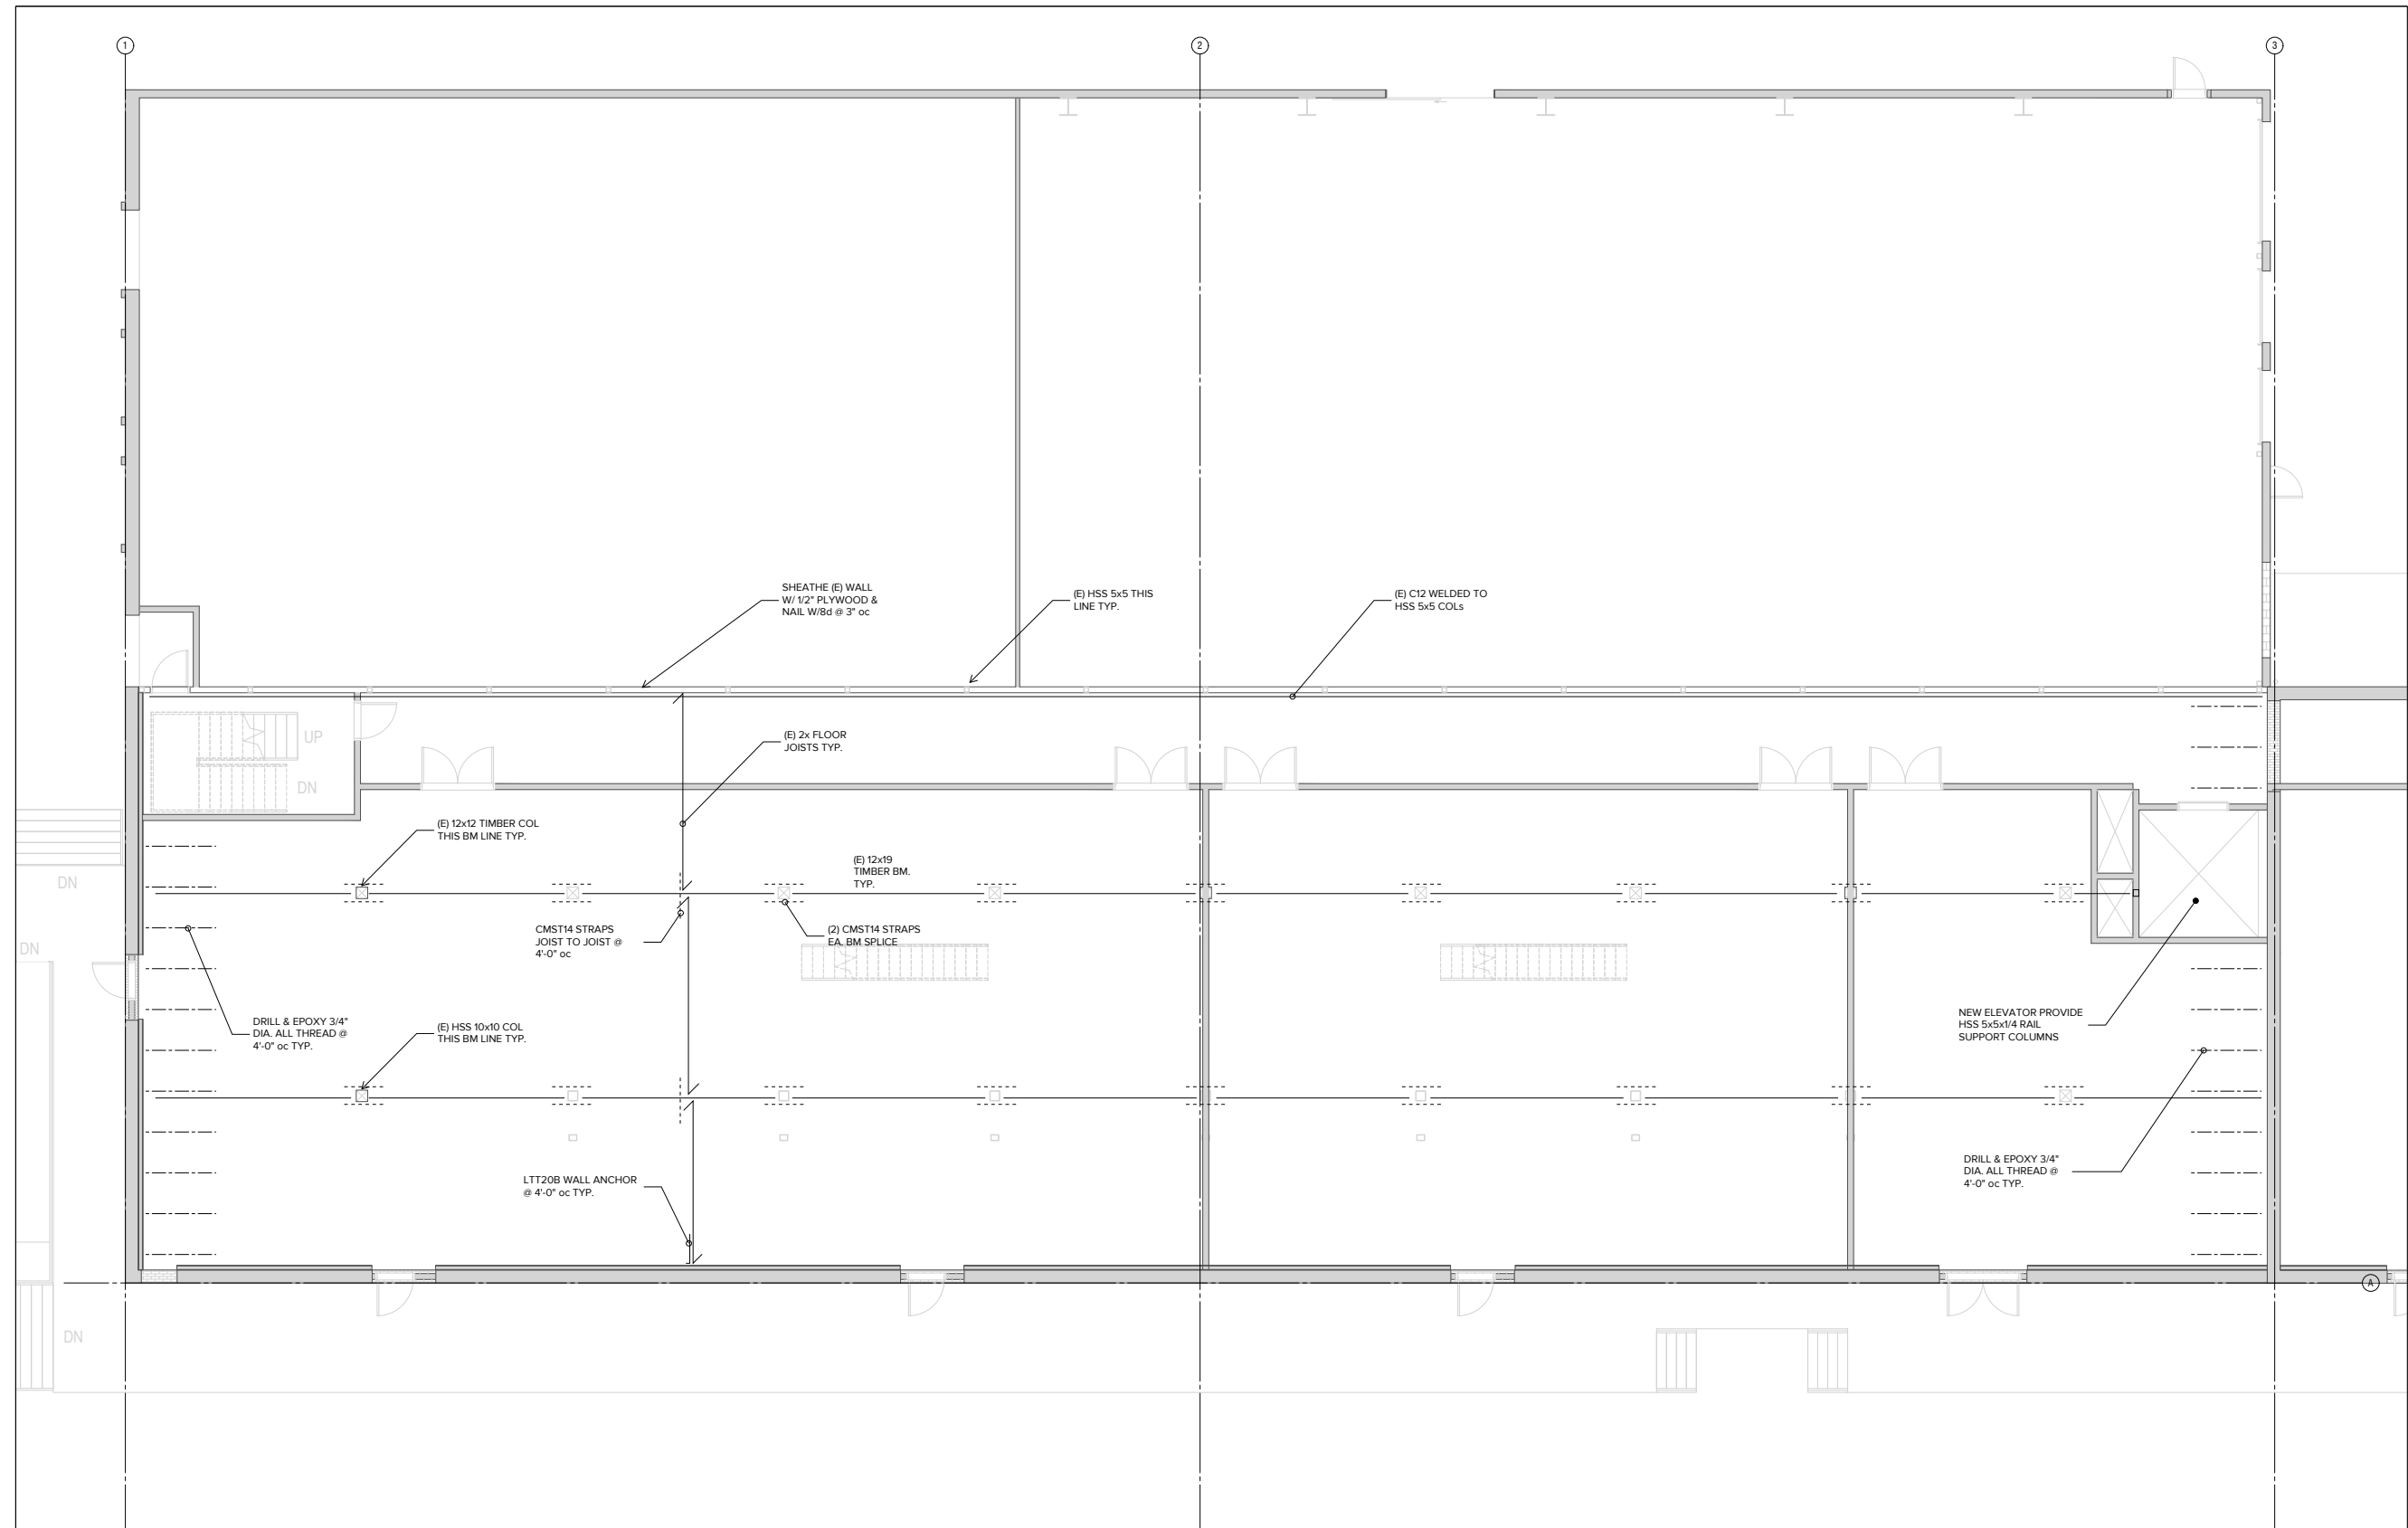 1
2
3
SHEATHE (E) WALL
W/ 1/2" PLYWOOD &
NAIL W/8d @ 3" oc
(E) HSS 5x5 THIS
LINE TYP.
(E) C12 WELDED TO
HSS 5x5 COLs
UP
DN
(E) 2x FLOOR
JOISTS TYP.
(E) 12x12 TIMBER COL
THIS BM LINE TYP.
(E) 12x19
TIMBER BM.
TYP.
DN
DN
CMST14 STRAPS
JOIST TO JOIST @
4'-0" oc
(2) CMST14 STRAPS
EA. BM SPLICE
DRILL & EPOXY 3/4"
DIA. ALL THREAD @
4'-0" oc TYP.
(E) HSS 10x10 COL
THIS BM LINE TYP.
NEW ELEVATOR PROVIDE
HSS 5x5x1/4 RAIL
SUPPORT COLUMNS
LTT20B WALL ANCHOR
@ 4'-0" oc TYP.
DRILL & EPOXY 3/4"
DIA. ALL THREAD @
4'-0" oc TYP.
A
DN